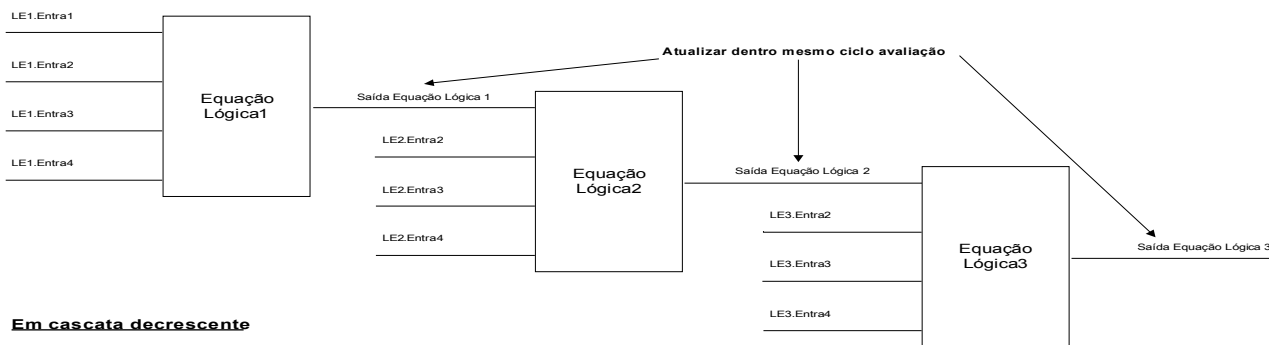 LE1.Entra1
LE1.Entra2
LE1.Entra3
LE1.Entra4
Equação
Lógica1
Atualizar dentro mesmo ciclo avaliação
Saída Equação Lógica 1
LE2.Entra2
LE2.Entra3
LE2.Entra4
Equação
Lógica2
Saída Equação Lógica 2
LE3.Entra2
LE3.Entra3
LE3.Entra4
Equação
Lógica3
Saída Equação Lógica 3
Em cascata decrescente